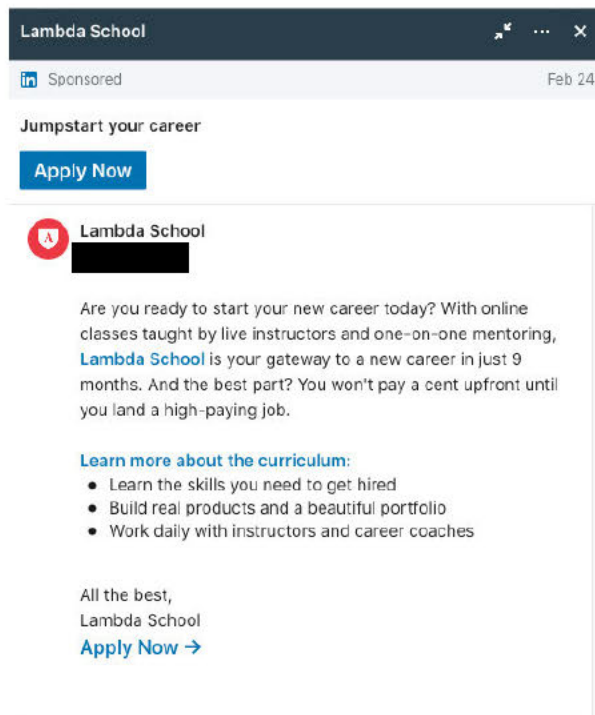 Lambda School
in Sponsored Feb 24
Jumpstart your career
Apply Now
Lambda School
Are you ready to start your new career today? With online
classes taught by live instructors and one-on-one mentoring,
Lambda School is your gateway to a new career in just 9
months. And the best part? You won't pay a cent upfront until
you land a high-paying job.
Learn more about the curriculum:
● Learn the skills you need to get hired
● Build real products and a beautiful portfolio
● Work daily with instructors and career coaches
All the best,
Lambda School
Apply Now →